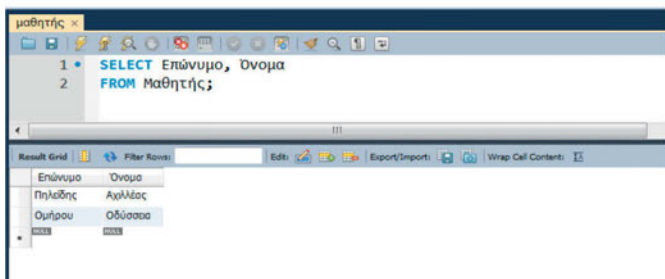 μαθητής ×
1 SELECT Επώνυμο, Όνομα
2 FROM Μαθητής;
Result Grid Filter Rows: Edit: Export/Import: Wrap Cell Content:
Επώνυμο Όνομα
Πηλείδης Αχιλλέας
Ομήρου Οδύσσεια
NULL NULL